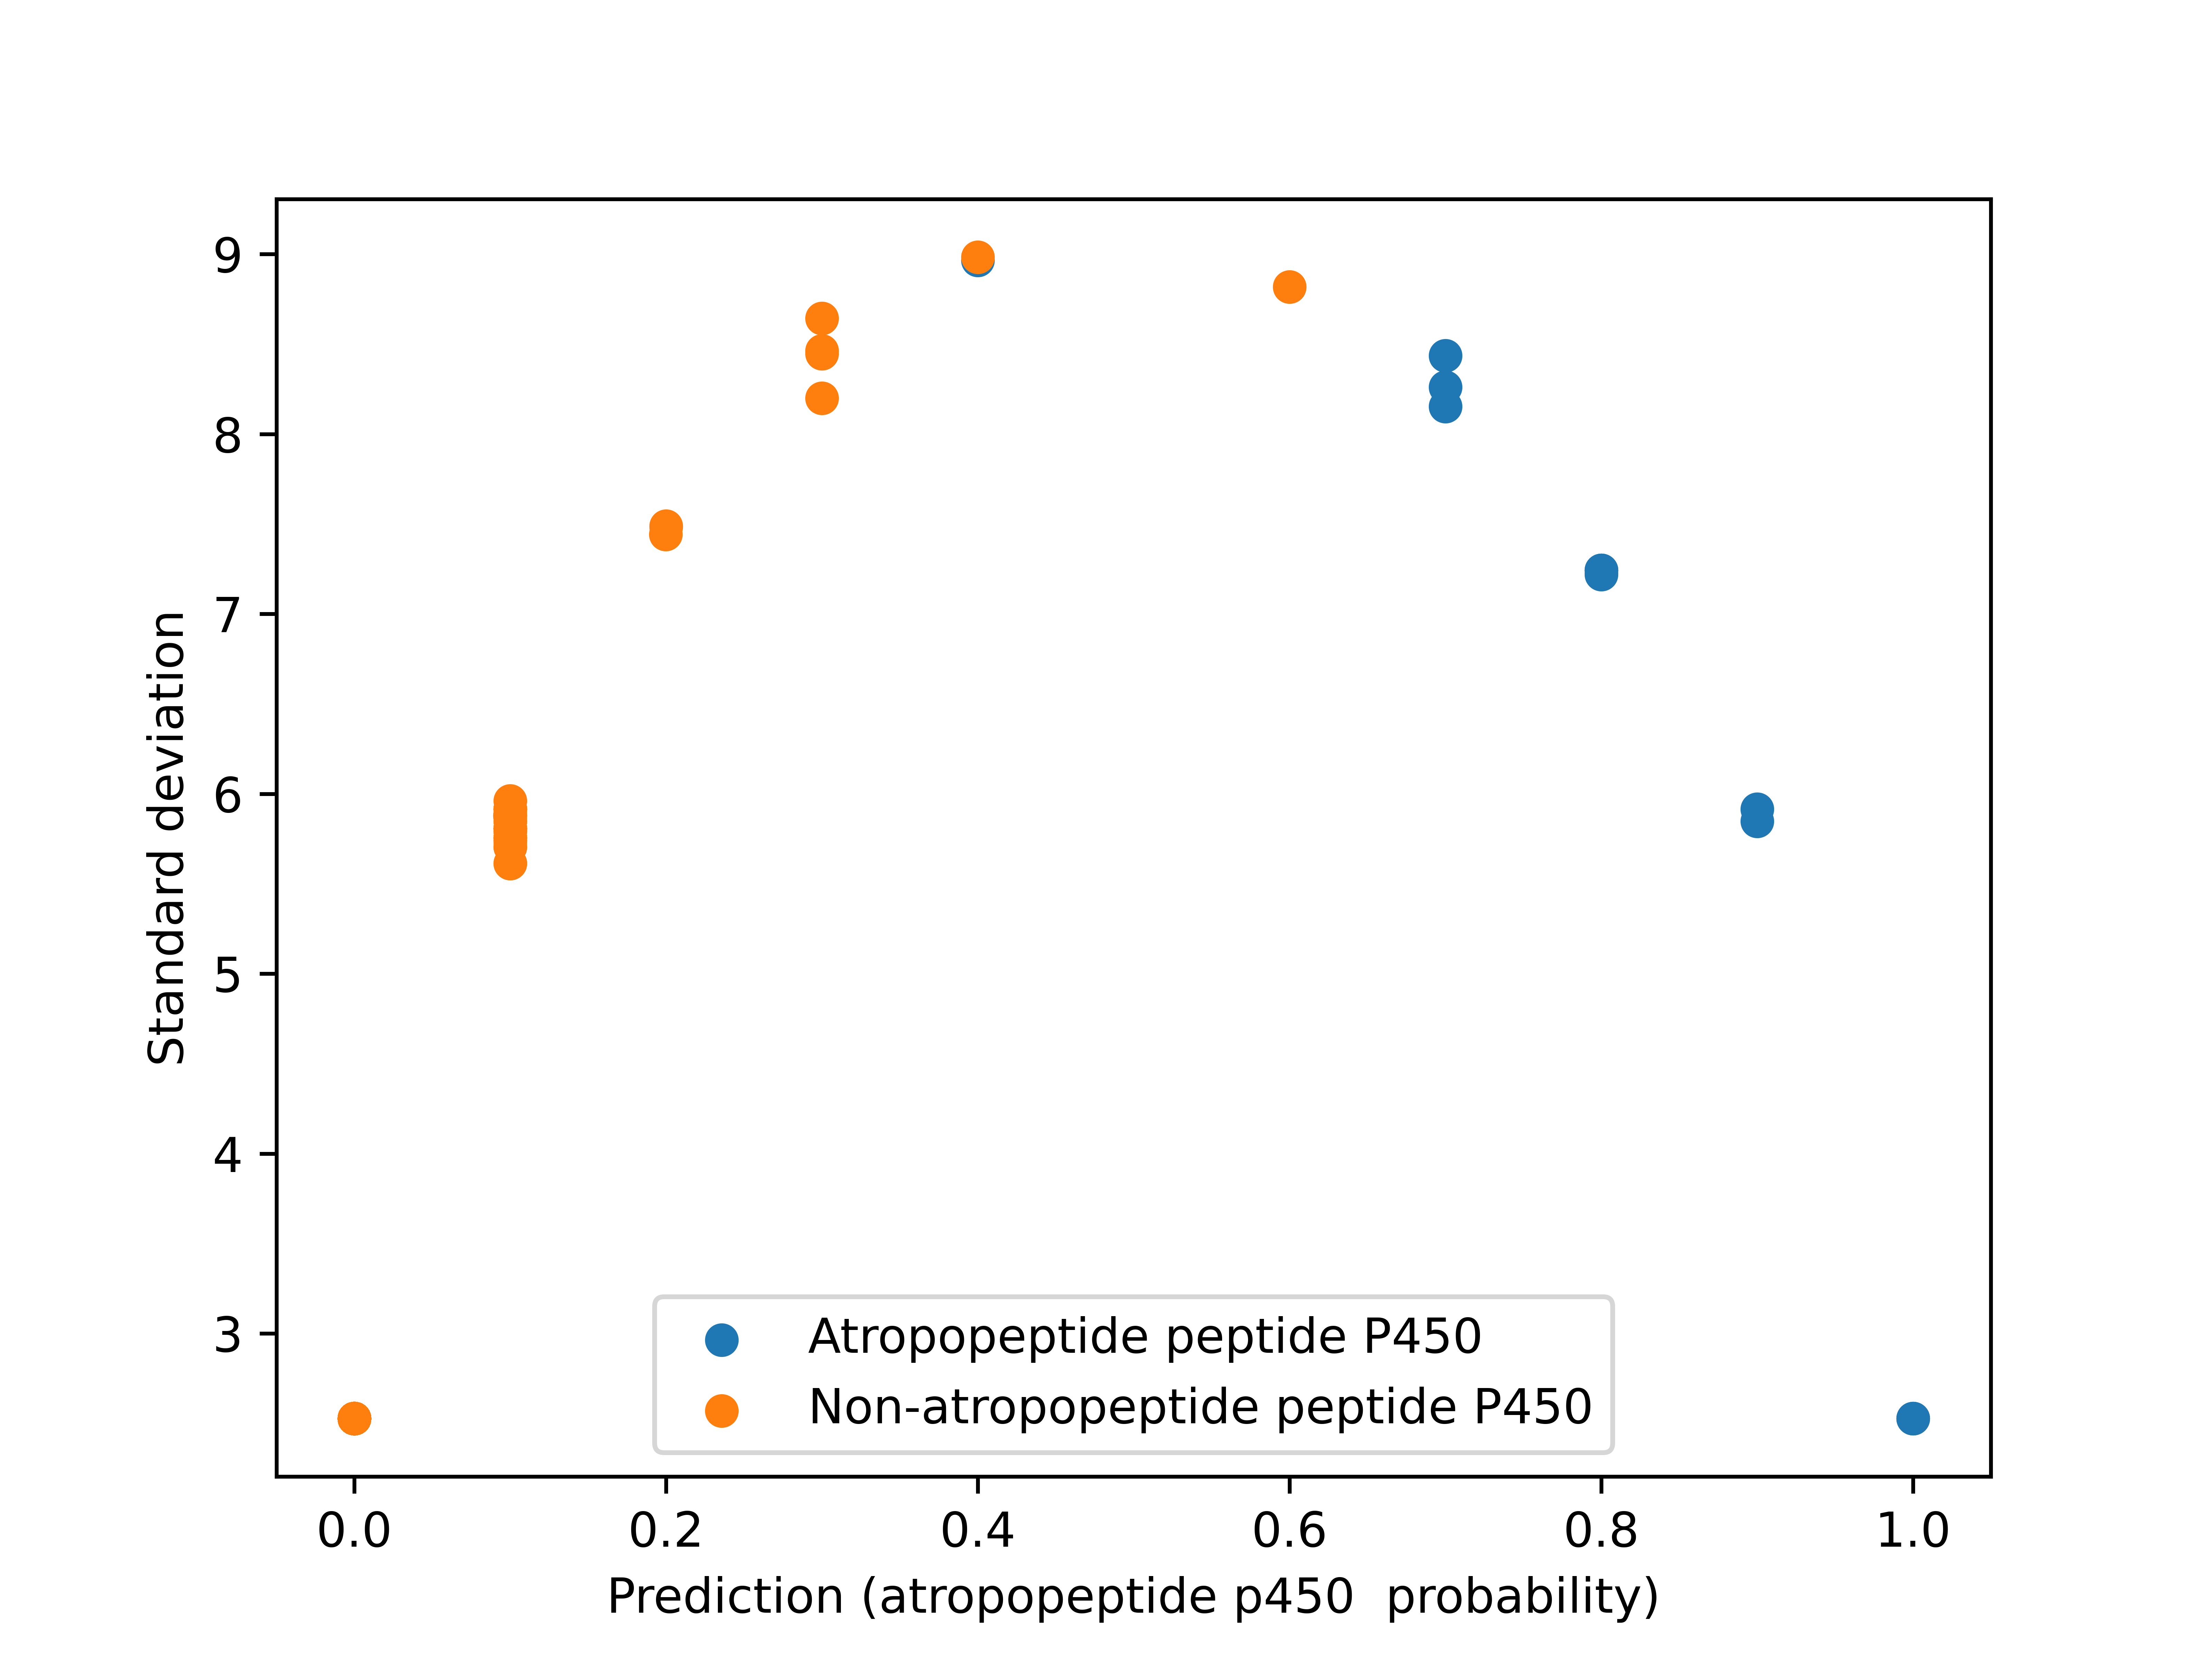 9
8
7
6
5
4
3
Standard deviation
Atropopeptide peptide P450
Non-atropopeptide peptide P450
0.0 0.2 0.4 0.6 0.8 1.0
Prediction (atropopeptide p450  probability)